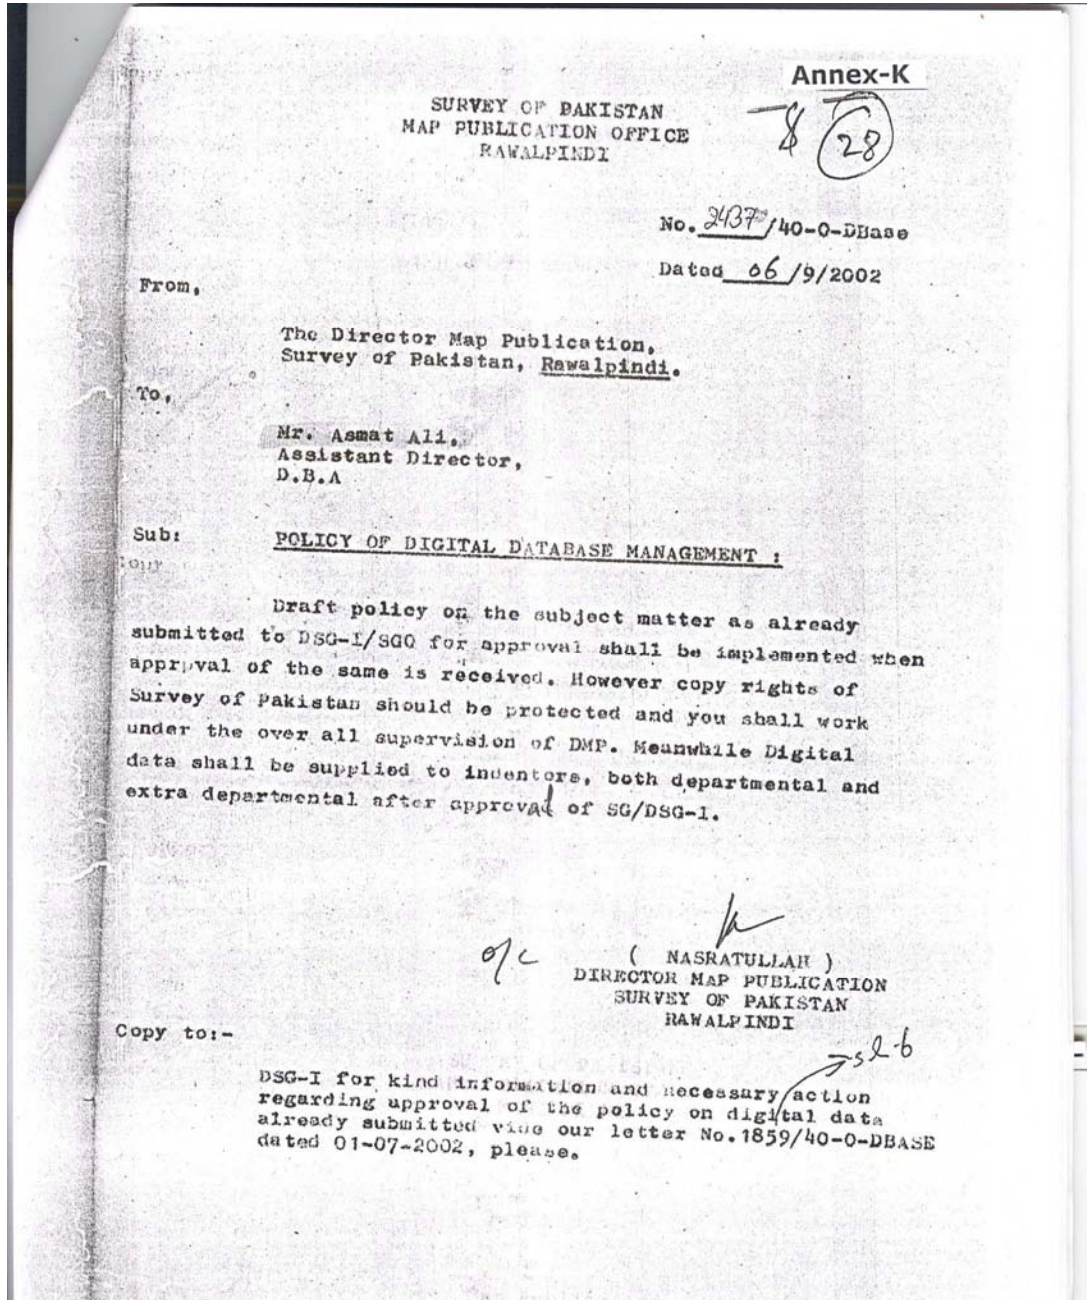 Annex-K
28
SURVEY OF PAKISTAN
MAP PUBLICATION OFFICE
RAWALPINDI
No. 2437/40-O-DBase
Dated 06/9/2002
From,
The Director Map Publication,
Survey of Pakistan, Rawalpindi.
To,
Mr. Asmat Ali,
Assistant Director,
D.B.A
Sub: POLICY OF DIGITAL DATABASE MANAGEMENT :
Draft policy on the subject matter as already
submitted to DSG-I/SGO for approval shall be implemented when
approval of the same is received. However copy rights of
Survey of Pakistan should be protected and you shall work
under the over all supervision of DMP. Meanwhile Digital
data shall be supplied to indentors, both departmental and
extra departmental after approval of SG/DSG-1.
o/c
( NASRATULLAH )
DIRECTOR MAP PUBLICATION
SURVEY OF PAKISTAN
RAWALPINDI
Copy to:-
DSG-I for kind information and necessary action
regarding approval of the policy on digital data
already submitted vide our letter No.1859/40-O-DBASE
dated 01-07-2002, please.